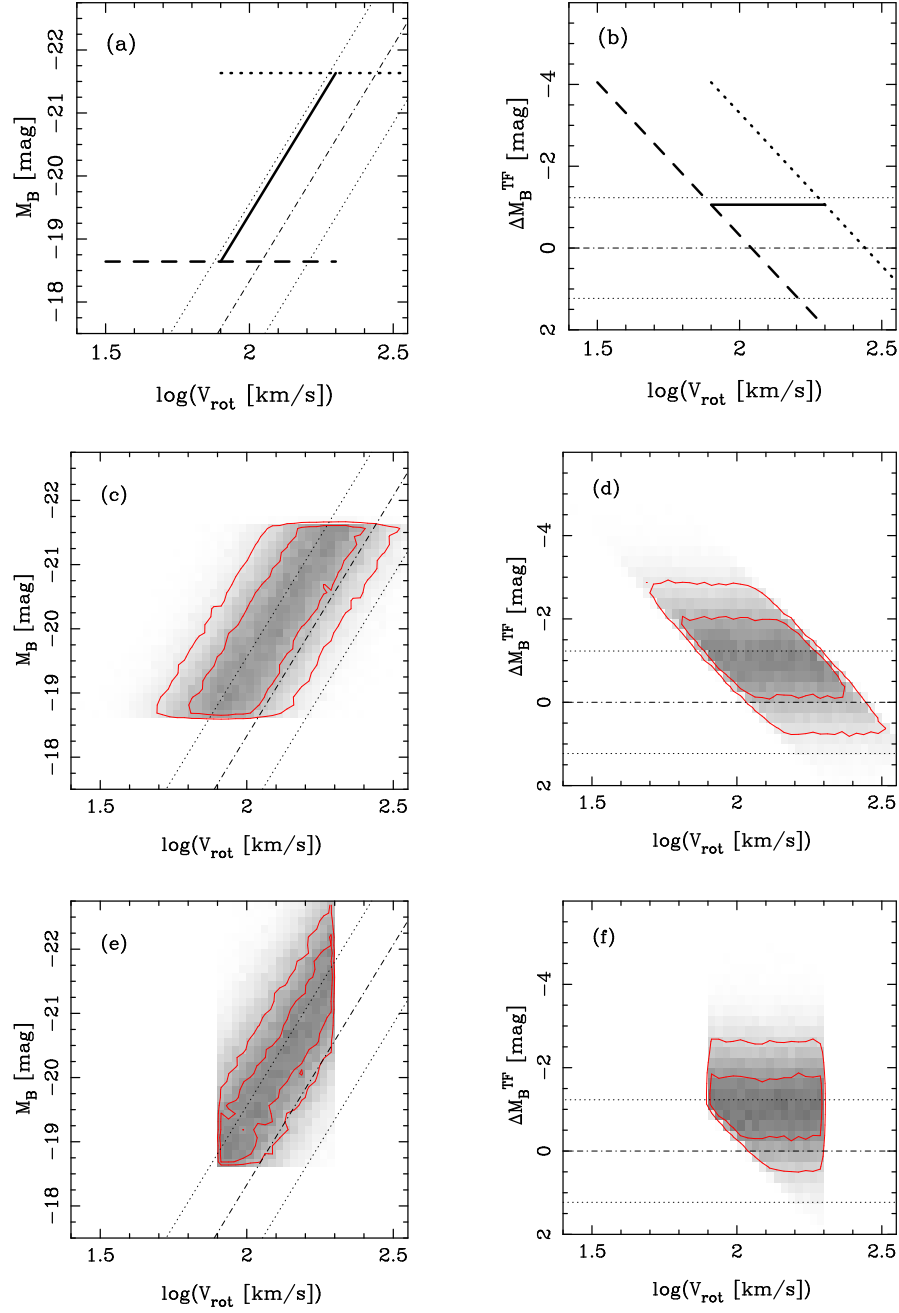 (a)
M_B [mag]
-22
-21
-20
-19
-18
1.5
2
2.5
log(V_rot [km/s])
(b)
ΔM_B^TF [mag]
-4
-2
0
2
1.5
2
2.5
log(V_rot [km/s])
(c)
M_B [mag]
-22
-21
-20
-19
-18
1.5
2
2.5
log(V_rot [km/s])
(d)
ΔM_B^TF [mag]
-4
-2
0
2
1.5
2
2.5
log(V_rot [km/s])
(e)
M_B [mag]
-22
-21
-20
-19
-18
1.5
2
2.5
log(V_rot [km/s])
(f)
ΔM_B^TF [mag]
-4
-2
0
2
1.5
2
2.5
log(V_rot [km/s])